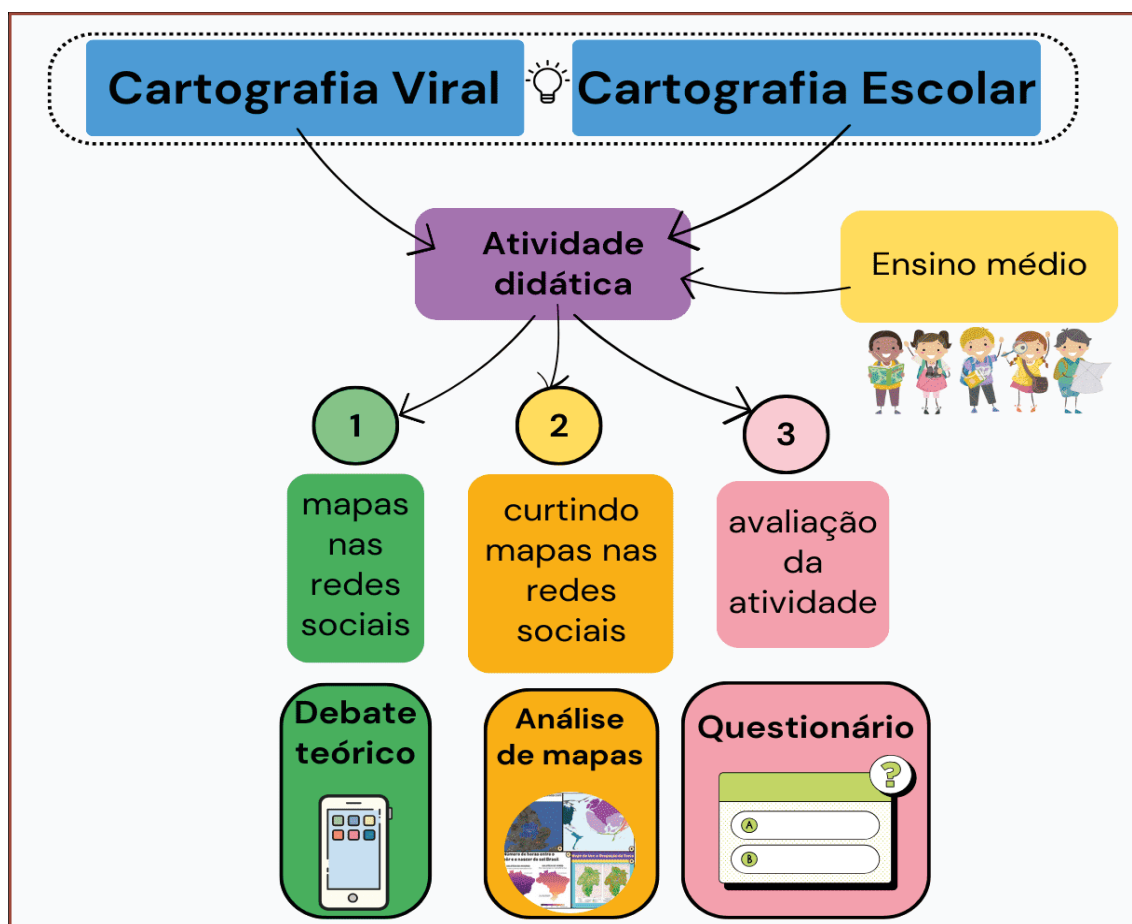 Cartografia Viral
Cartografia Escolar
Atividade
didática
Ensino médio
1
2
3
mapas
nas
redes
sociais
curtindo
mapas nas
redes
sociais
avaliação
da
atividade
Debate
teórico
Análise
de mapas
Questionário
?
A
B